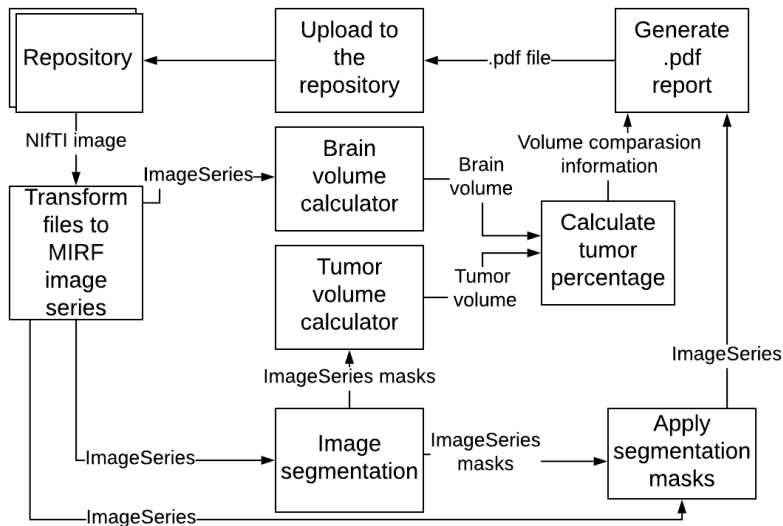 Repository
Upload to
the
repository
.pdf file
Generate
.pdf
report
NIfTI image
ImageSeries
Brain
volume
calculator
Brain
volume
Volume comparasion
information
Transform
files to
MIRF
image
series
Tumor
volume
calculator
Tumor
volume
Calculate
tumor
percentage
ImageSeries masks
ImageSeries
ImageSeries
Image
segmentation
ImageSeries
masks
Apply
segmentation
masks
ImageSeries